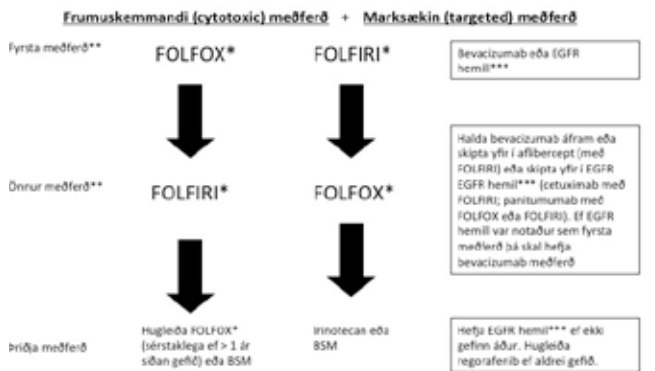 Frumuskemmandi (cytotoxic) meðferð + Marksækin (targeted) meðferð
Fyrsta meðferð**
FOLFOX*
FOLFIRI*
Bevacizumab eða EGFR
hemill***
Önnur meðferð**
FOLFIRI*
FOLFOX*
Halda bevacizumab áfram eða
skipta yfir í aflibercept (með
FOLFIRI) eða skipta yfir í EGFR
EGFR hemil*** (cetuximab með
FOLFIRI; panitumumab með
FOLFOX eða FOLFIRI). Ef EGFR
hemill var notaður sem fyrsta
meðferð þá skal hefja
bevacizumab meðferð
Þriðja meðferð
Hugleiða FOLFOX*
(sérstaklega ef > 1 ár
síðan gefið) eða BSM
Irinotecan eða
BSM
Hefja EGFR hemil*** ef ekki
gefinn áður. Hugleiða
regorafenib ef aldrei gefið.